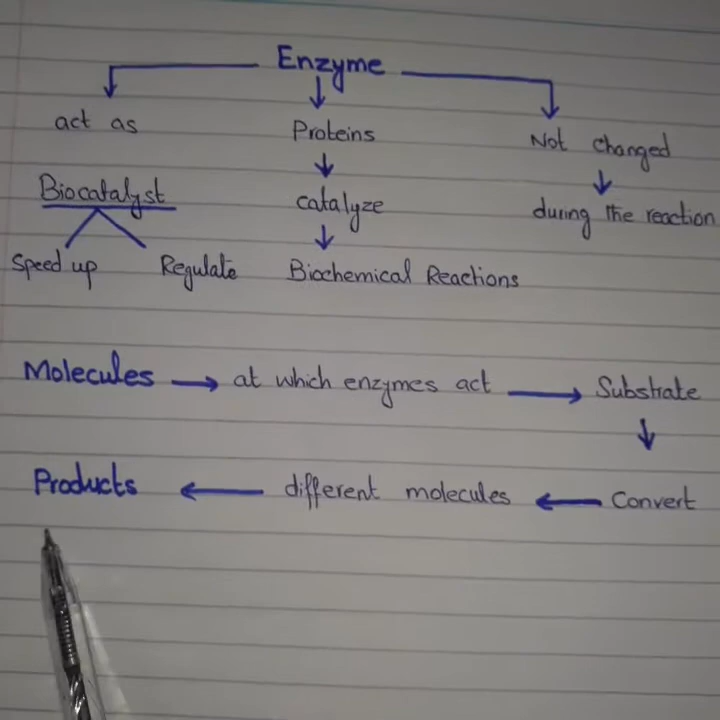 Enzyme
act as Proteins Not changed
Biocatalyst catalyze during the reaction
Speed up Regulate Biochemical Reactions
Molecules → at which enzymes act → Substrate
Products ← different molecules ← Convert